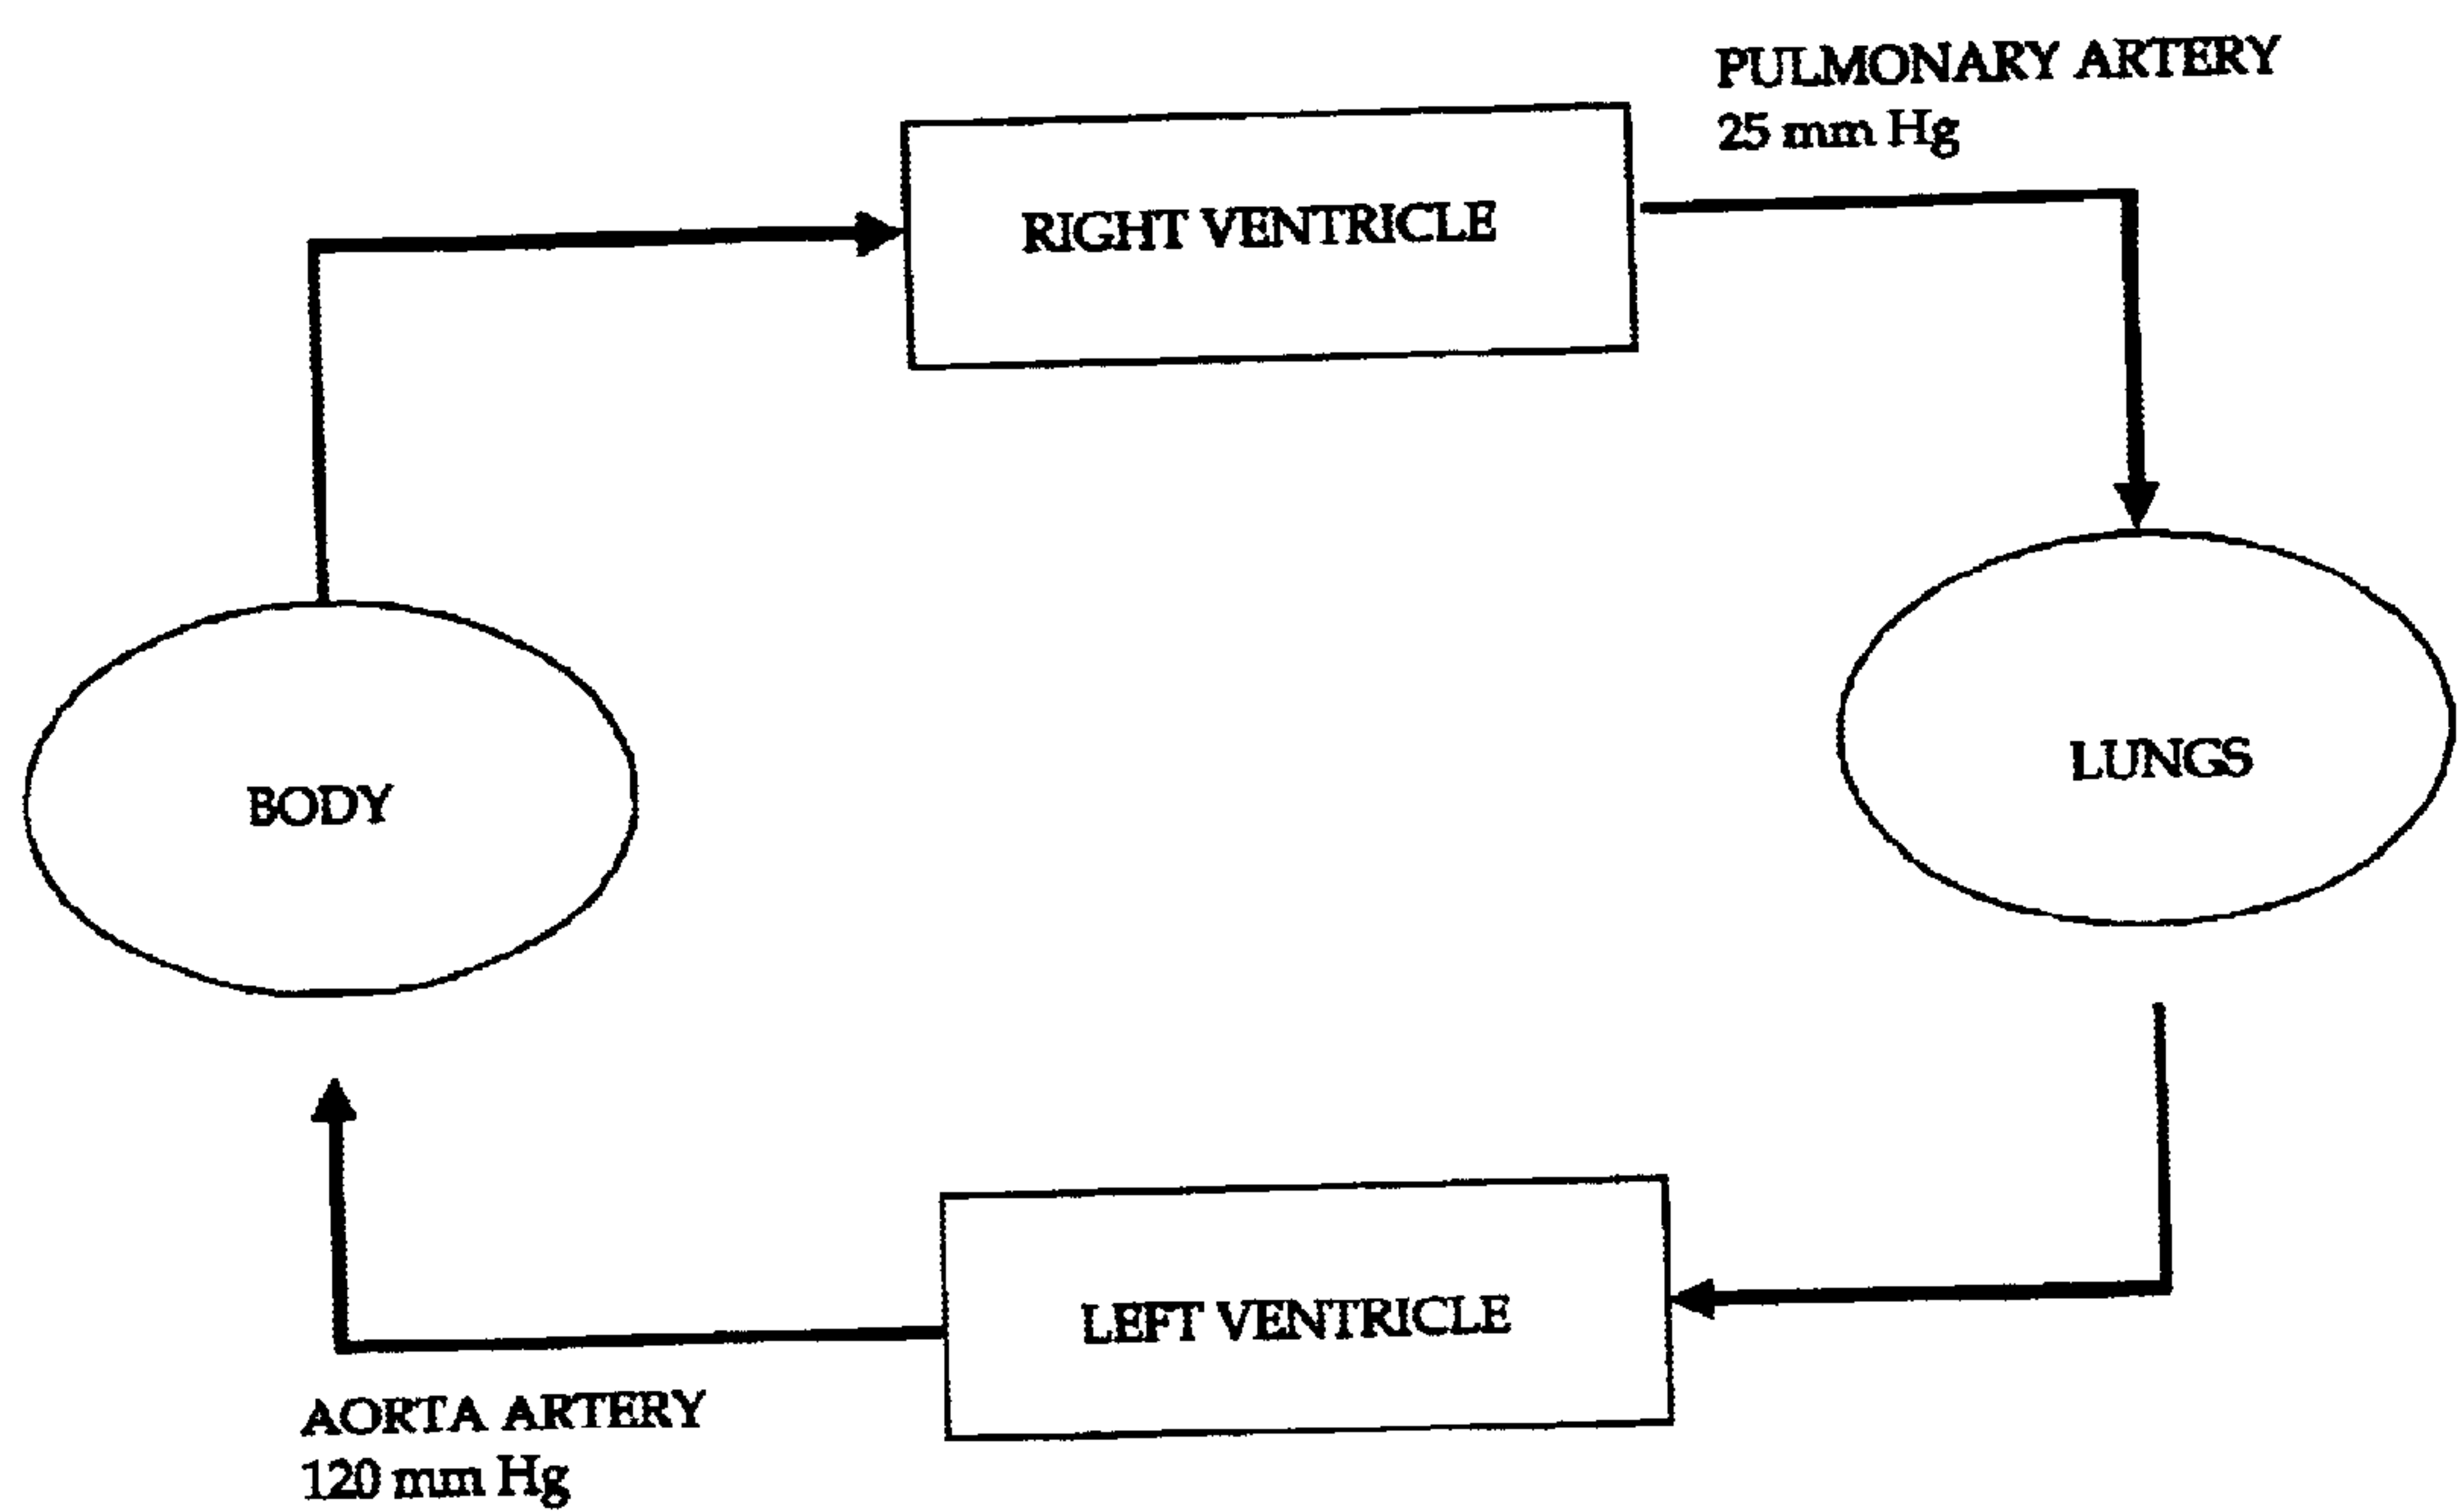 PULMONARY ARTERY
25 mm Hg
RIGHT VENTRICLE
BODY
LUNGS
LEFT VENTRICLE
AORTA ARTERY
120 mm Hg